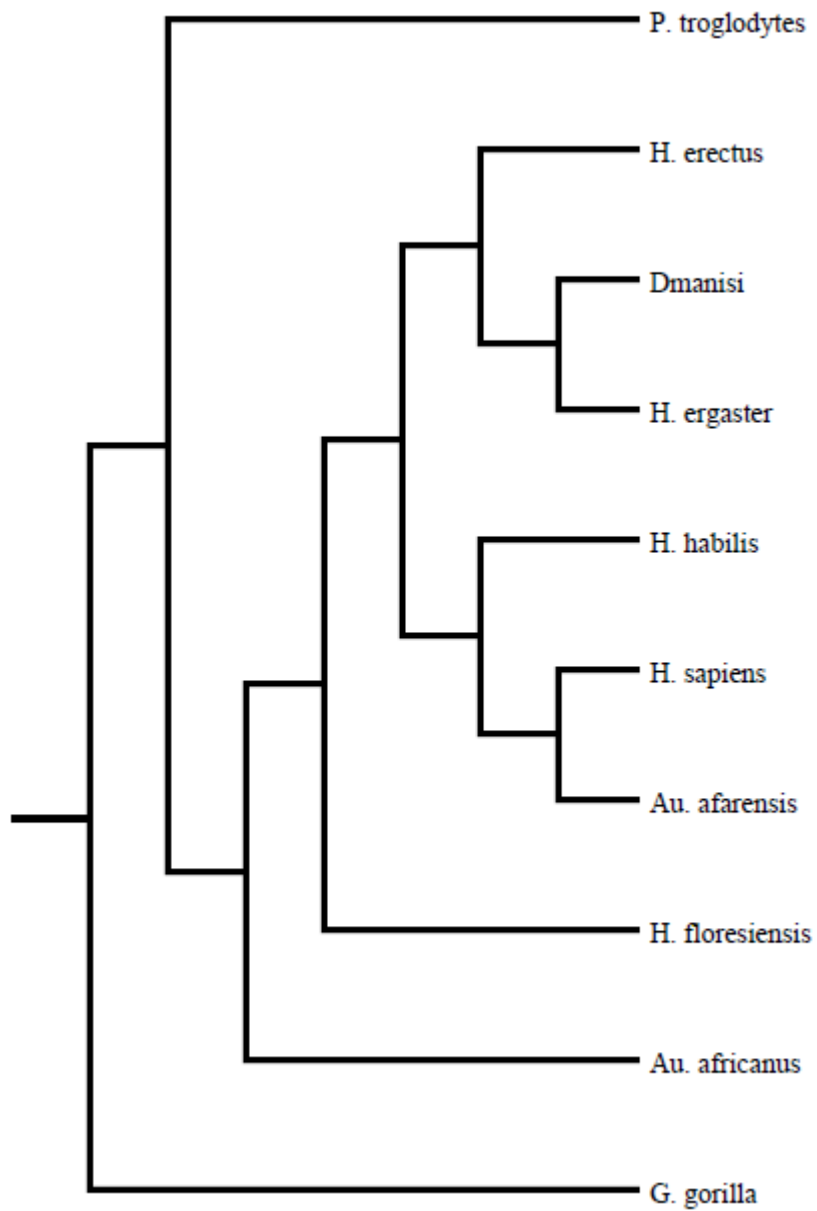 P. troglodytes
H. erectus
Dmanisi
H. ergaster
H. habilis
H. sapiens
Au. afarensis
H. floresiensis
Au. africanus
G. gorilla